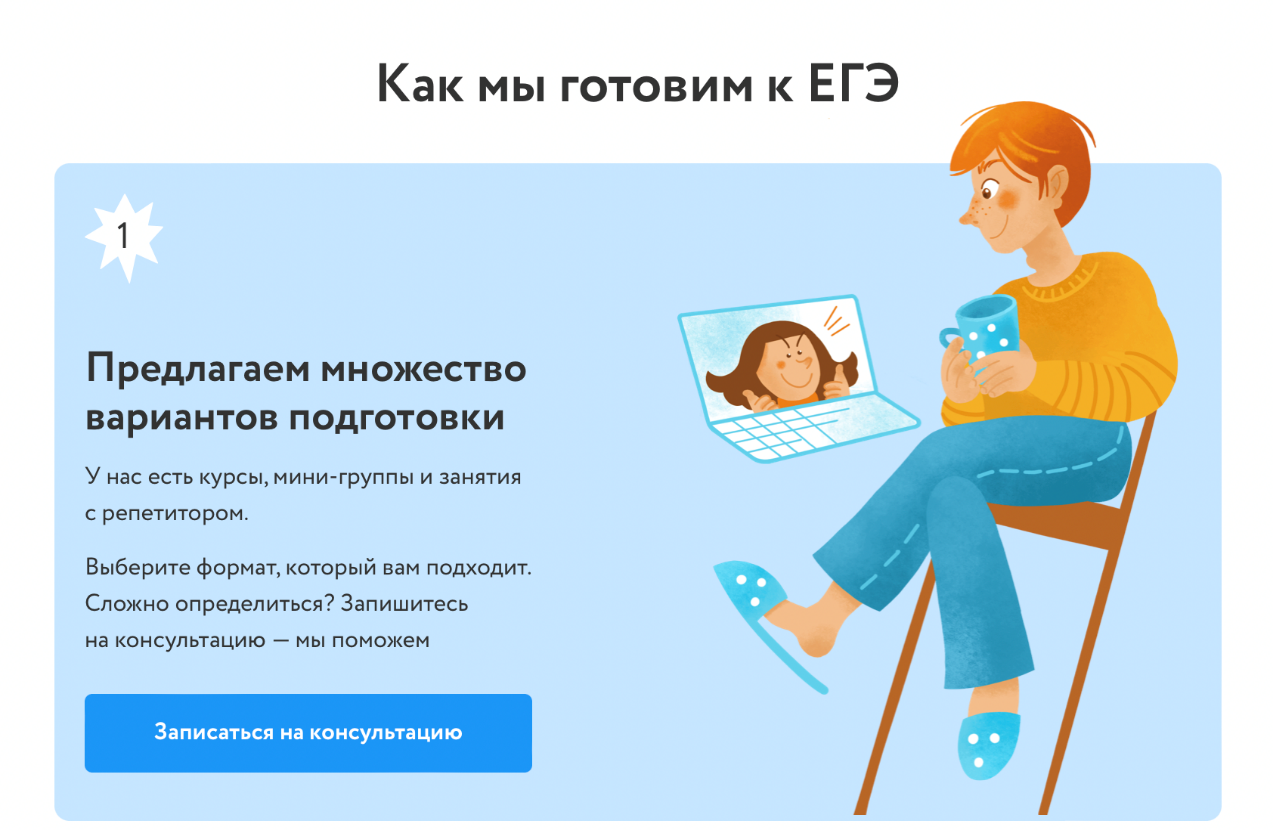 Как мы готовим к ЕГЭ
1
Предлагаем множество
вариантов подготовки
У нас есть курсы, мини-группы и занятия
с репетитором.
Выберите формат, который вам подходит.
Сложно определиться? Запишитесь
на консультацию — мы поможем
Записаться на консультацию